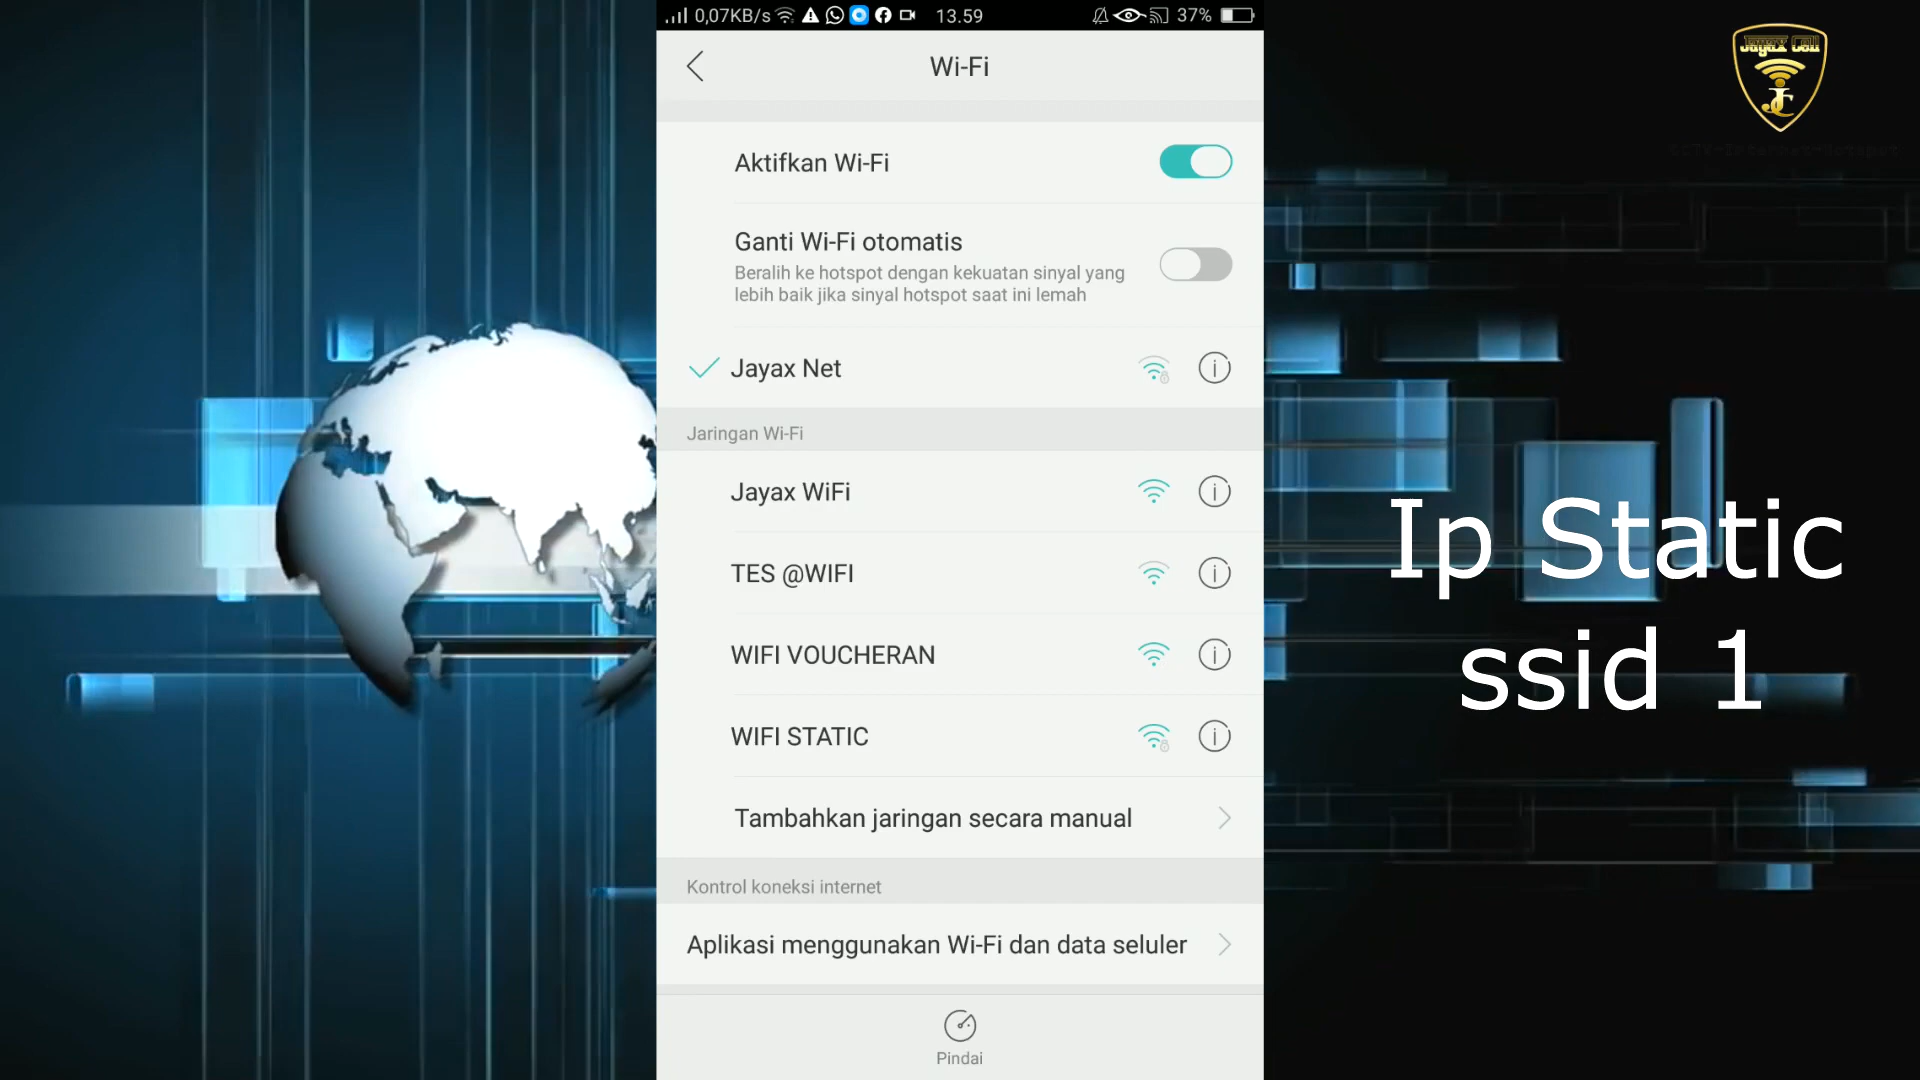 0,07KB/s
13.59
37%
Wi-Fi
Aktifkan Wi-Fi
Ganti Wi-Fi otomatis
Beralih ke hotspot dengan kekuatan sinyal yang
lebih baik jika sinyal hotspot saat ini lemah
Jayax Net
Jaringan Wi-Fi
Jayax WiFi
TES @WIFI
WIFI VOUCHERAN
WIFI STATIC
Tambahkan jaringan secara manual
Kontrol koneksi internet
Aplikasi menggunakan Wi-Fi dan data seluler
Pindai
Jayax Cell
JC
Ip Static
ssid 1